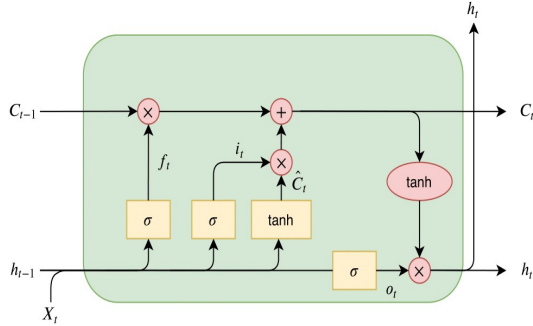 h_t
C_{t-1}
×
+
C_t
f_t
i_t
×
Ĉ_t
tanh
σ
σ
tanh
h_{t-1}
σ
×
h_t
o_t
X_t